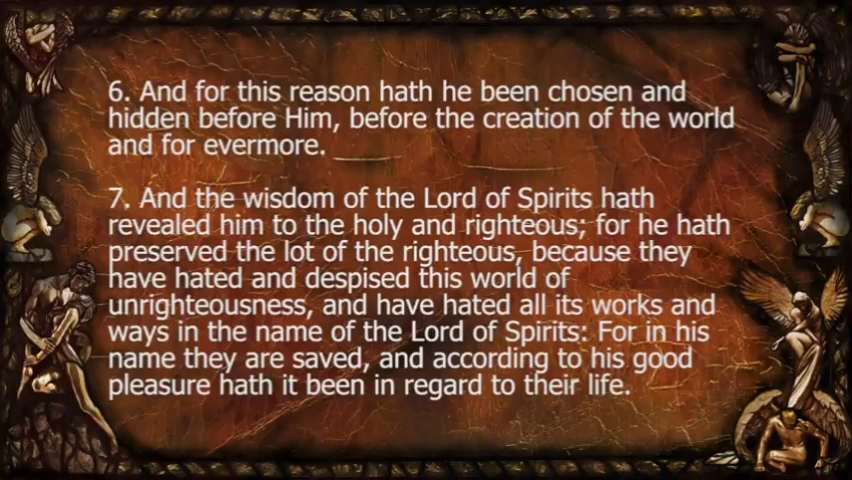 6. And for this reason hath he been chosen and
hidden before Him, before the creation of the world
and for evermore.
7. And the wisdom of the Lord of Spirits hath
revealed him to the holy and righteous; for he hath
preserved the lot of the righteous, because they
have hated and despised this world of
unrighteousness, and have hated all its works and
ways in the name of the Lord of Spirits: For in his
name they are saved, and according to his good
pleasure hath it been in regard to their life.